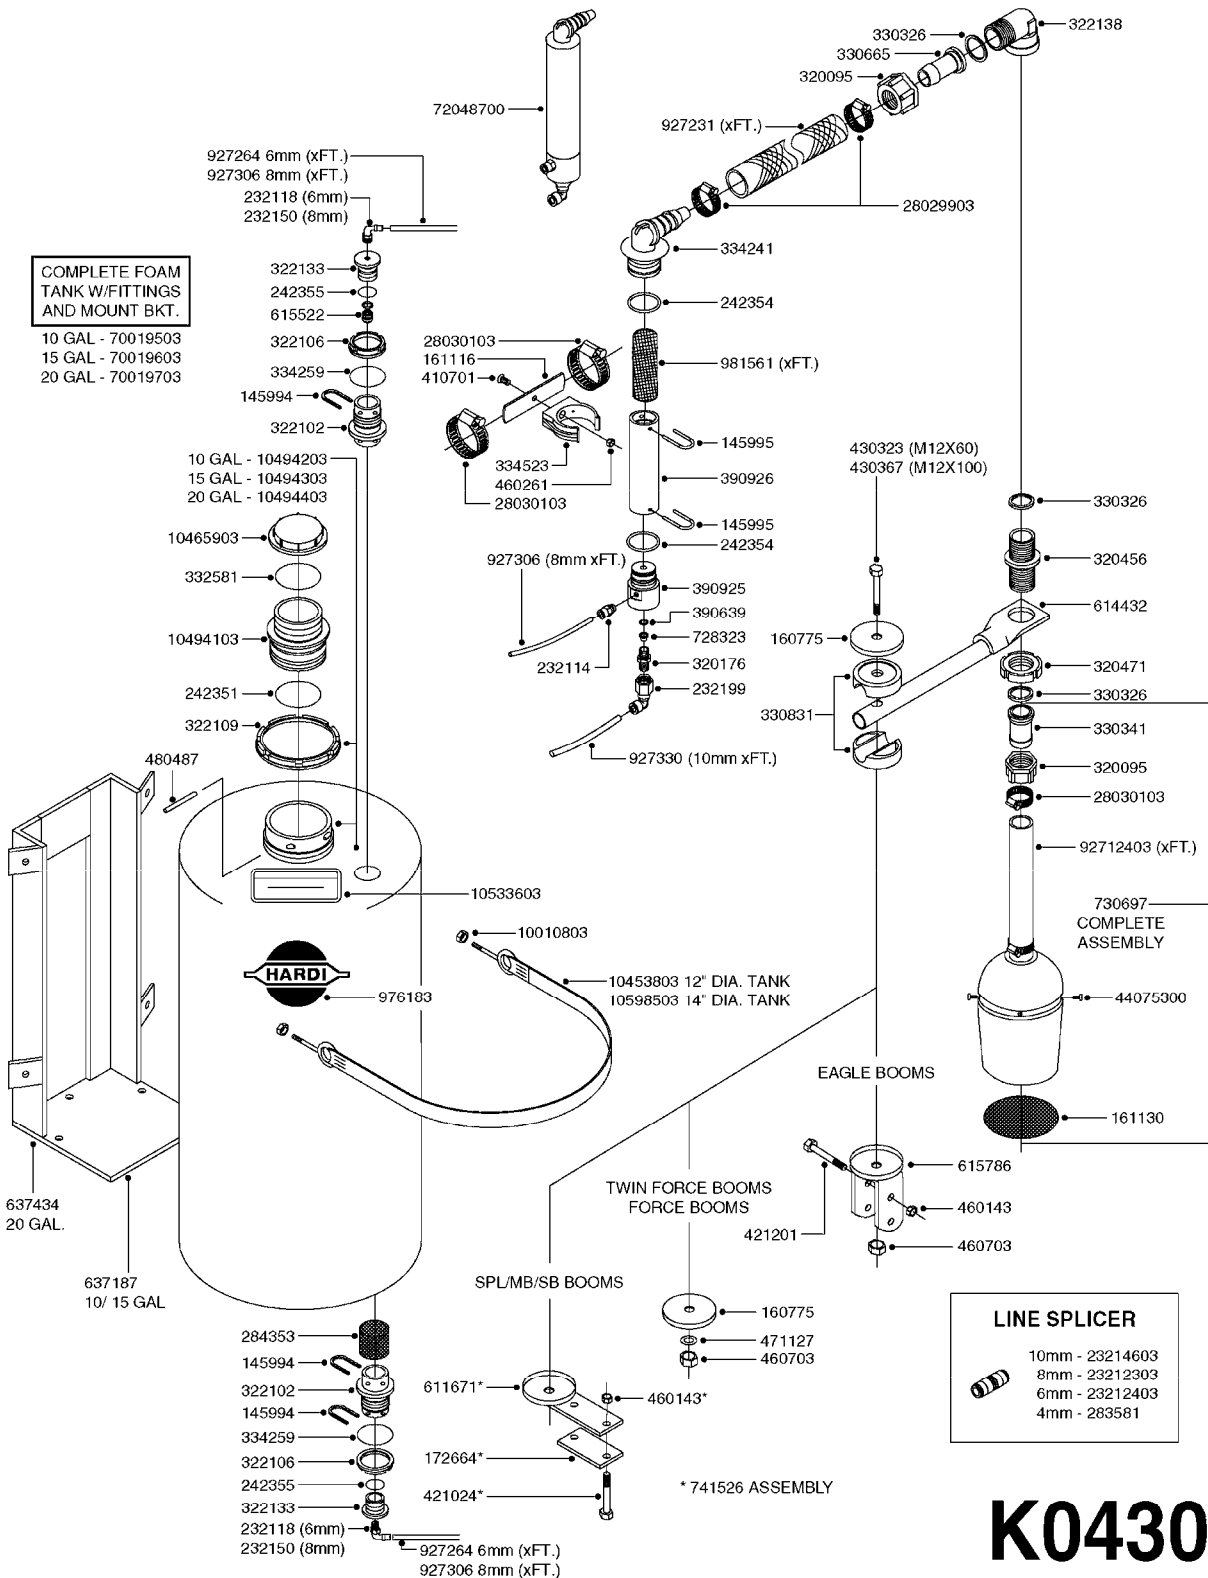 330326
322138
330665
320095
72048700
927231 (xFT.)
927264 6mm (xFT.)
927306 8mm (xFT.)
232118 (6mm)
232150 (8mm)
28029903
334241
COMPLETE FOAM
TANK W/FITTINGS
AND MOUNT BKT.
10 GAL - 70019503
15 GAL - 70019603
20 GAL - 70019703
322133
242355
615522
322106
334259
145994
322102
242354
28030103
161116
410701
981561 (xFT.)
145995
334523
460261
28030103
390926
430323 (M12X60)
430367 (M12X100)
10 GAL - 10494203
15 GAL - 10494303
20 GAL - 10494403
330326
145995
242354
10465903
927306 (8mm xFT.)
320456
332581
390925
614432
390639
728323
160775
10494103
232114
320176
320471
232199
330326
242351
330831
330341
322109
927330 (10mm xFT.)
480487
320095
28030103
92712403 (xFT.)
10533603
730697
COMPLETE
ASSEMBLY
10010803
HARDI
976183
10453803 12" DIA. TANK
10598503 14" DIA. TANK
44075300
EAGLE BOOMS
161130
615786
637434
20 GAL.
TWIN FORCE BOOMS
FORCE BOOMS
460143
421201
460703
637187
10/ 15 GAL
SPL/MB/SB BOOMS
160775
471127
460703
LINE SPLICER
10mm - 23214603
8mm - 23212303
6mm - 23212403
4mm - 283581
284353
145994
322102
145994
334259
322106
242355
322133
232118 (6mm)
232150 (8mm)
611671*
460143*
172664*
421024*
* 741526 ASSEMBLY
927264 6mm (xFT.)
927306 8mm (xFT.)
K0430